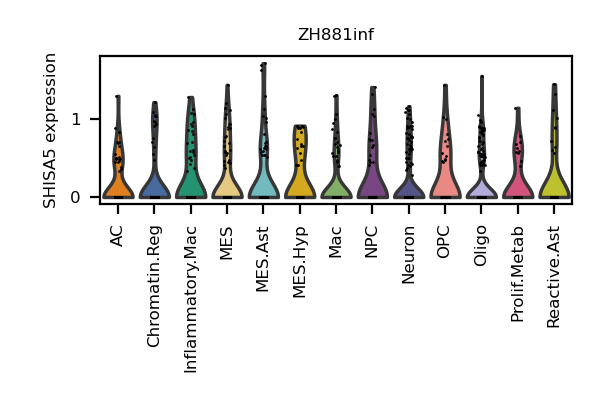 ZH881inf
SHISA5 expression
1
0
AC
Chromatin.Reg
Inflammatory.Mac
MES
MES.Ast
MES.Hyp
Mac
NPC
Neuron
OPC
Oligo
Prolif.Metab
Reactive.Ast